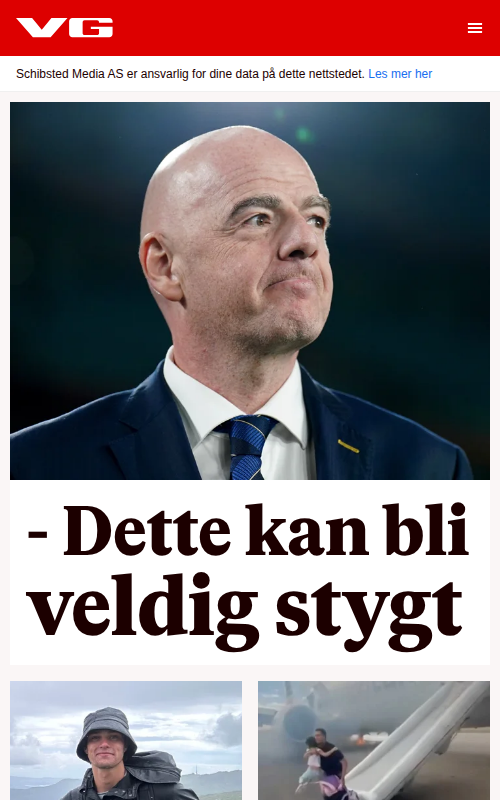 VG
Schibsted Media AS er ansvarlig for dine data på dette nettstedet. Les mer her
- Dette kan bli
veldig stygt